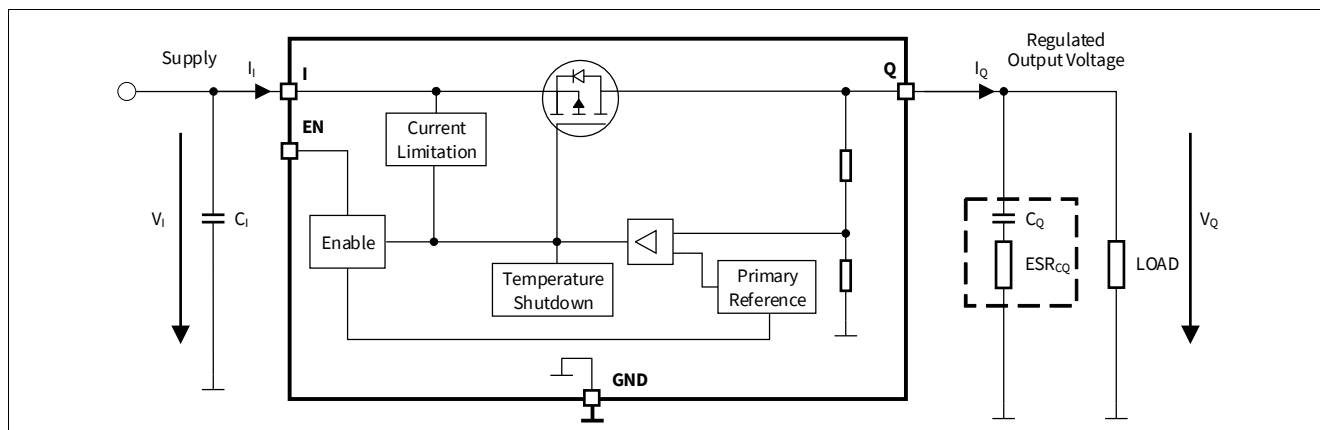 Supply
Regulated
Output Voltage
I_I
I
Q
I_Q
EN
Current
Limitation
V_I
C_I
Enable
Temperature
Shutdown
Primary
Reference
C_Q
ESR_CQ
LOAD
V_Q
GND